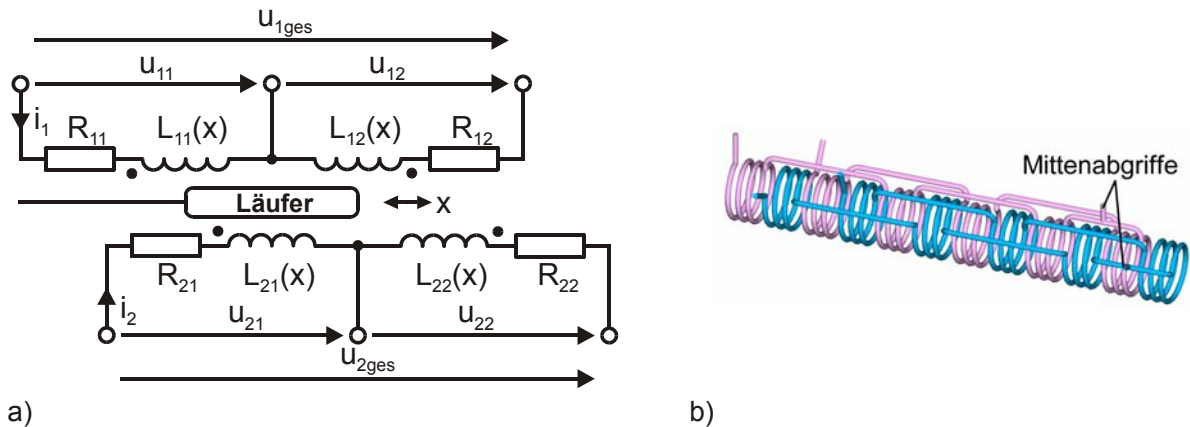 u1ges
u11 u12
i1 R11 L11(x) L12(x) R12
Läufer x
R21 L21(x) L22(x) R22
i2 u21 u22
u2ges
a)
Mittenabgriffe
b)